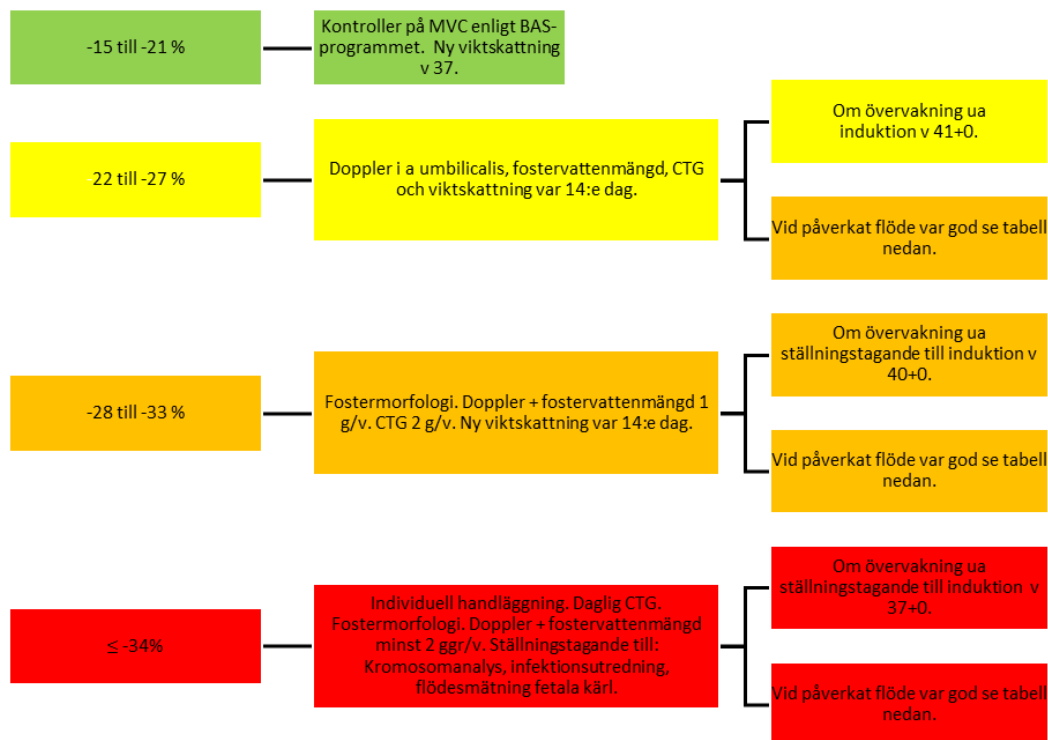 -15 till -21 %
Kontroller på MVC enligt BAS-
programmet. Ny viktskattning
v 37.
22 till -27 %
Doppler i a umbilicalis, fostervattenmängd, CTG
och viktskattning var 14:e dag.
Om övervakning ua
induktion v 41+0.
Vid påverkat flöde var god se tabell
nedan.
-28 till -33 %
Fostermorfologi. Doppler + fostervattenmängd 1
g/v. CTG 2 g/v. Ny viktskattning var 14:e dag.
Om övervakning ua
ställningstagande till induktion v
40+0.
Vid påverkat flöde var god se tabell
nedan.
≤ -34%
Individuell handläggning. Daglig CTG.
Fostermorfologi. Doppler + fostervattenmängd
minst 2 ggr/v. Ställningstagande till:
Kromosomanalys, infektionsutredning,
flödesmätning fetala kärl.
Om övervakning ua
ställningstagande till induktion v
37+0.
Vid påverkat flöde var god se tabell
nedan.